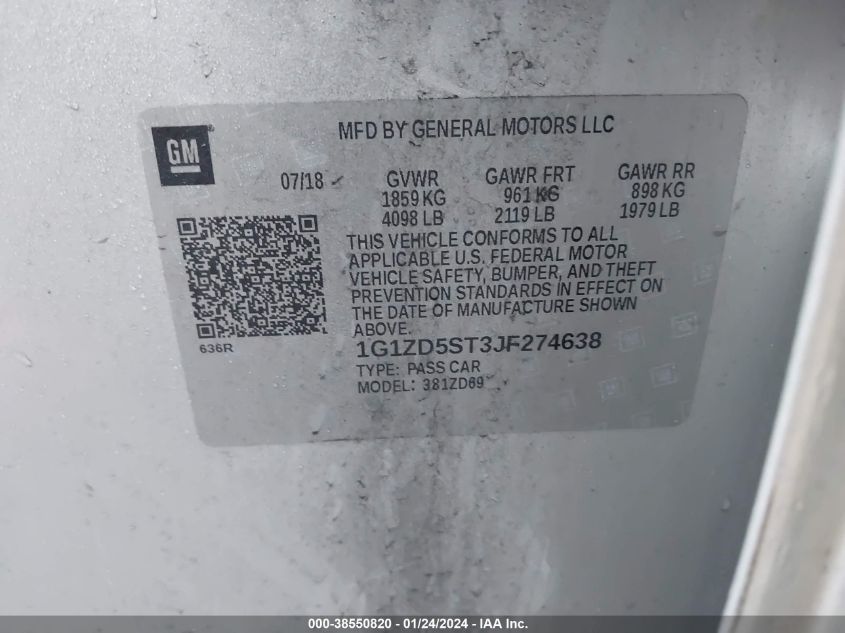 MFD BY GENERAL MOTORS LLC
GM®
07/18 GVWR GAWR FRT GAWR RR
1859 KG 961 KG 898 KG
4098 LB 2119 LB 1979 LB
THIS VEHICLE CONFORMS TO ALL
APPLICABLE U.S. FEDERAL MOTOR
VEHICLE SAFETY, BUMPER, AND THEFT
PREVENTION STANDARDS IN EFFECT ON
THE DATE OF MANUFACTURE SHOWN
ABOVE.
636R
1G1ZD5ST3JF274638
TYPE: PASS CAR
MODEL: 381ZD69
000-38550820 - 01/24/2024 - IAA Inc.